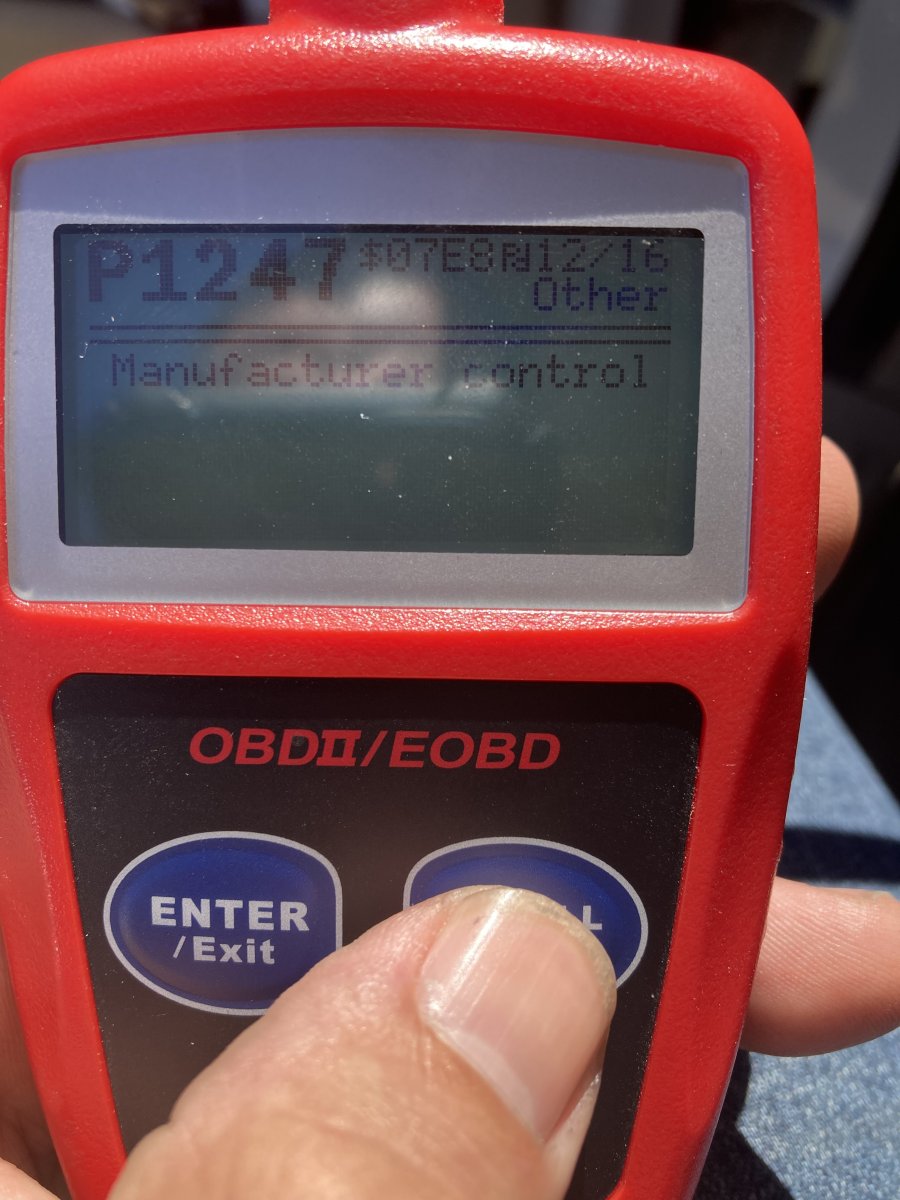 P1247 $07E8 12/16
Other
Manufacturer control
OBDII/EOBD
ENTER
/Exit